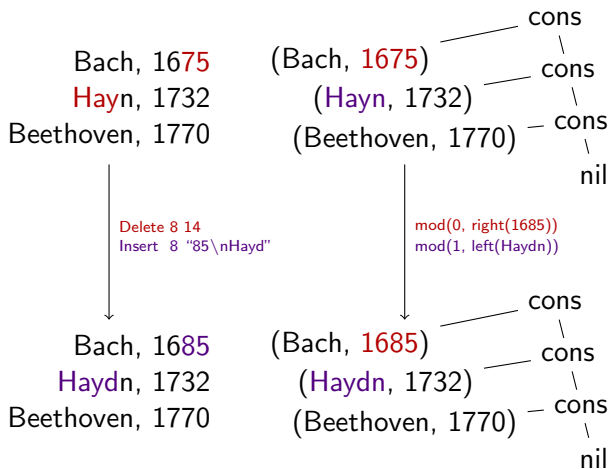 cons
Bach, 1675
(Bach, 1675)
cons
Hayn, 1732
(Hayn, 1732)
cons
Beethoven, 1770
(Beethoven, 1770)
nil
Delete 8 14
Insert 8 “85\nHayd”
mod(0, right(1685))
mod(1, left(Haydn))
cons
Bach, 1685
(Bach, 1685)
cons
Haydn, 1732
(Haydn, 1732)
cons
Beethoven, 1770
(Beethoven, 1770)
nil